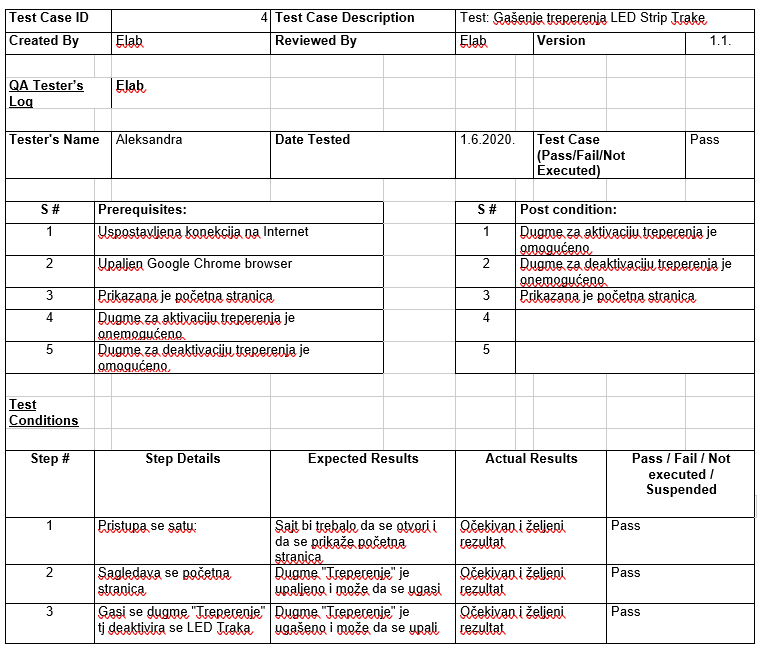 Test Case ID 4 Test Case Description Test: Gašenje treperenja LED Strip Trake
Created By Elab Reviewed By Elab Version 1.1.
QA Tester's
Log
Elab
Tester's Name Aleksandra Date Tested 1.6.2020. Test Case
(Pass/Fail/Not
Executed)
Pass
S # Prerequisites:
1 Uspostavljena konekcija na Internet
2 Upaljen Google Chrome browser
3 Prikazana je početna stranica
4 Dugme za aktivaciju treperenja je
onemogućeno
5 Dugme za deaktivaciju treperenja je
omogućeno
S # Post condition:
1 Dugme za aktivaciju treperenja je
omogućeno
2 Dugme za deaktivaciju treperenja je
onemogućeno
3 Prikazana je početna stranica
4
5
Test
Conditions
Step # Step Details Expected Results Actual Results Pass / Fail / Not
executed /
Suspended
1 Pristupa se satu:
Sajt bi trebalo da se otvori i
da se prikaže početna
stranica
Očekivan i željeni
rezultat
Pass
2 Sagledava se početna
stranica
Dugme "Treperenje" je
upaljeno i može da se ugasi
Očekivan i željeni
rezultat
Pass
3 Gasi se dugme "Treperenje"
tj deaktivira se LED Traka
Dugme "Treperenje" je
ugašeno i može da se upali
Očekivan i željeni
rezultat
Pass